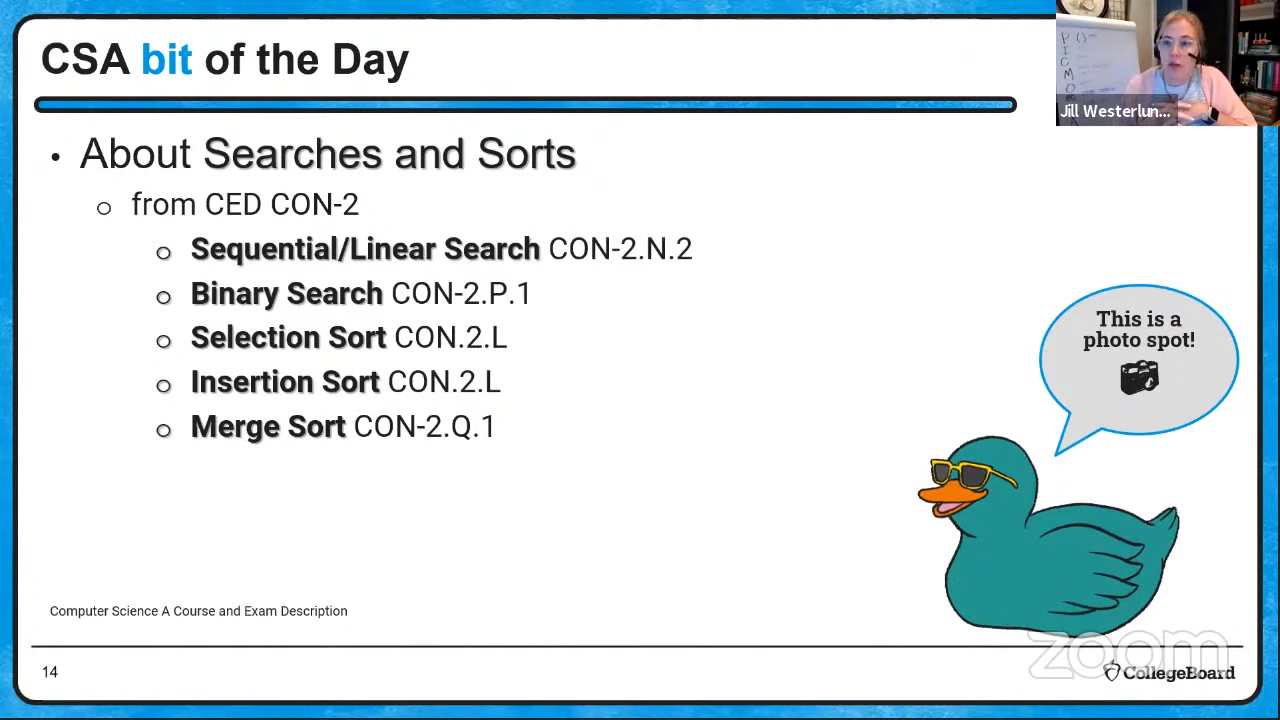 CSA bit of the Day
• About Searches and Sorts
o from CED CON-2
o Sequential/Linear Search CON-2.N.2
o Binary Search CON-2.P.1
o Selection Sort CON.2.L
o Insertion Sort CON.2.L
o Merge Sort CON-2.Q.1
This is a
photo spot!
Computer Science A Course and Exam Description
14
zoom
CollegeBoard
P ()
I
C
M
O
Jill Westerlun...